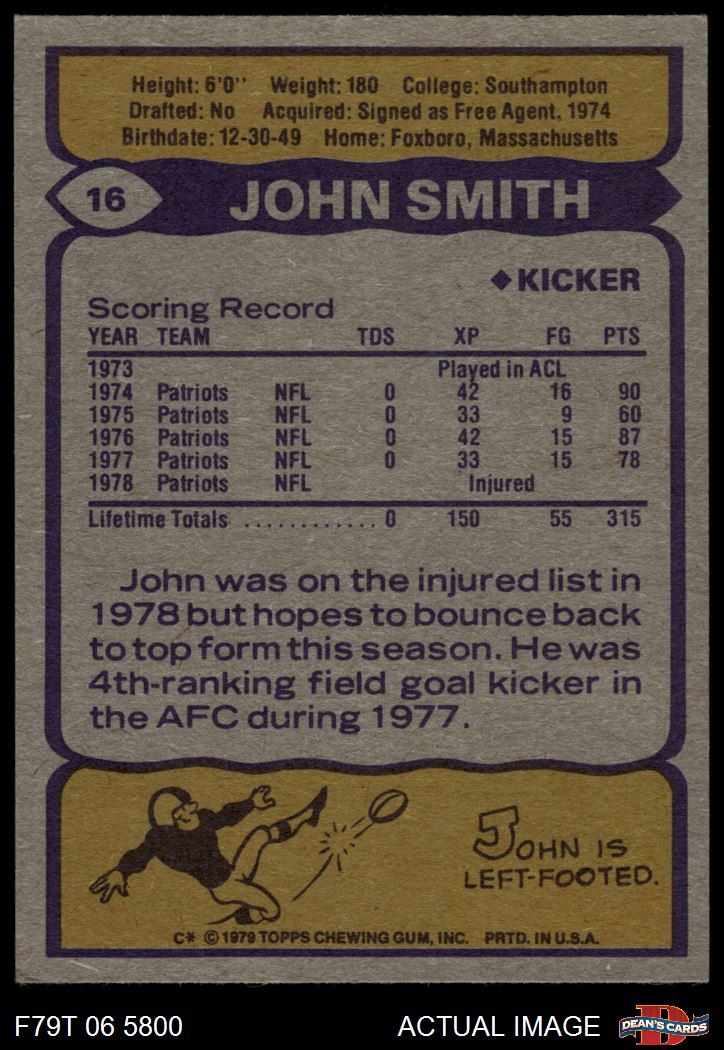 Height: 6'0'' Weight: 180 College: Southampton
Drafted: No Acquired: Signed as Free Agent, 1974
Birthdate: 12-30-49 Home: Foxboro, Massachusetts
16 JOHN SMITH
◆KICKER
Scoring Record
YEAR TEAM TDS XP FG PTS
1973 Played in ACL
1974 Patriots NFL 0 42 16 90
1975 Patriots NFL 0 33 9 60
1976 Patriots NFL 0 42 15 87
1977 Patriots NFL 0 33 15 78
1978 Patriots NFL Injured
Lifetime Totals ............ 0 150 55 315
John was on the injured list in
1978 but hopes to bounce back
to top form this season. He was
4th-ranking field goal kicker in
the AFC during 1977.
JOHN IS
LEFT-FOOTED.
C* © 1979 TOPPS CHEWING GUM, INC. PRTD. IN U.S.A.
F79T 06 5800 ACTUAL IMAGE D DEAN'S CARDS